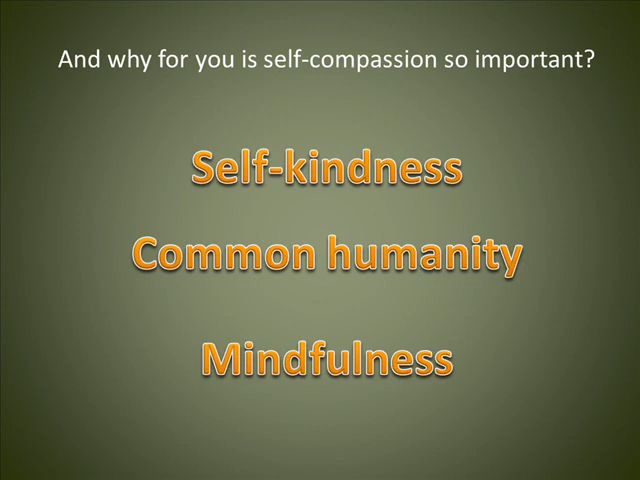 And why for you is self-compassion so important?
Self-kindness
Common humanity
Mindfulness